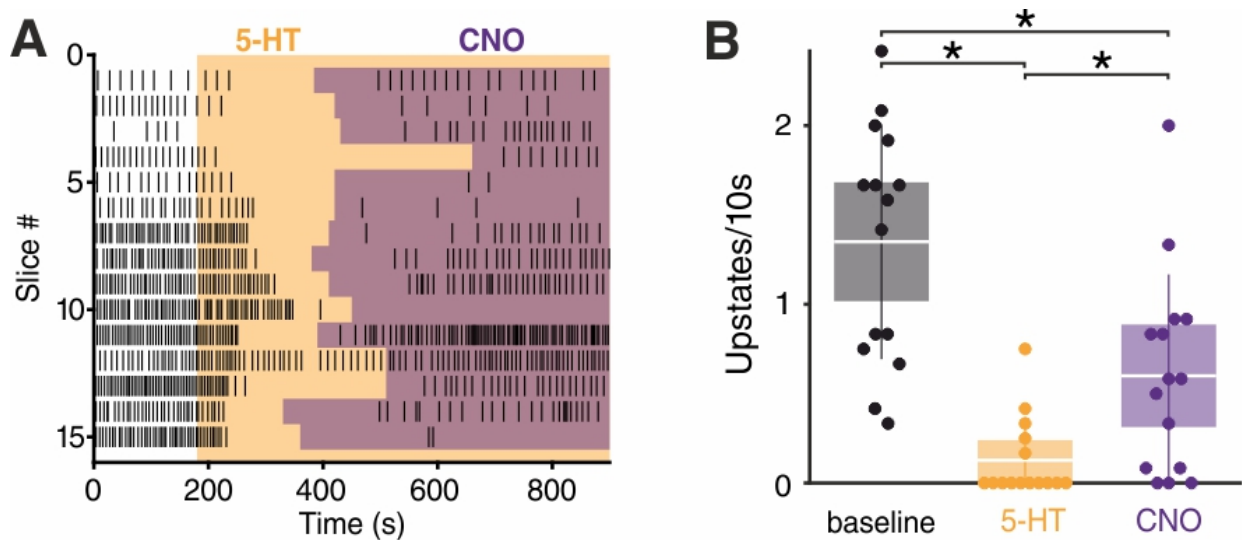 A
5-HT CNO
0
5
10
15
Slice #
0 200 400 600 800
Time (s)
B
* * *
2
1
0
Upstates/10s
baseline 5-HT CNO